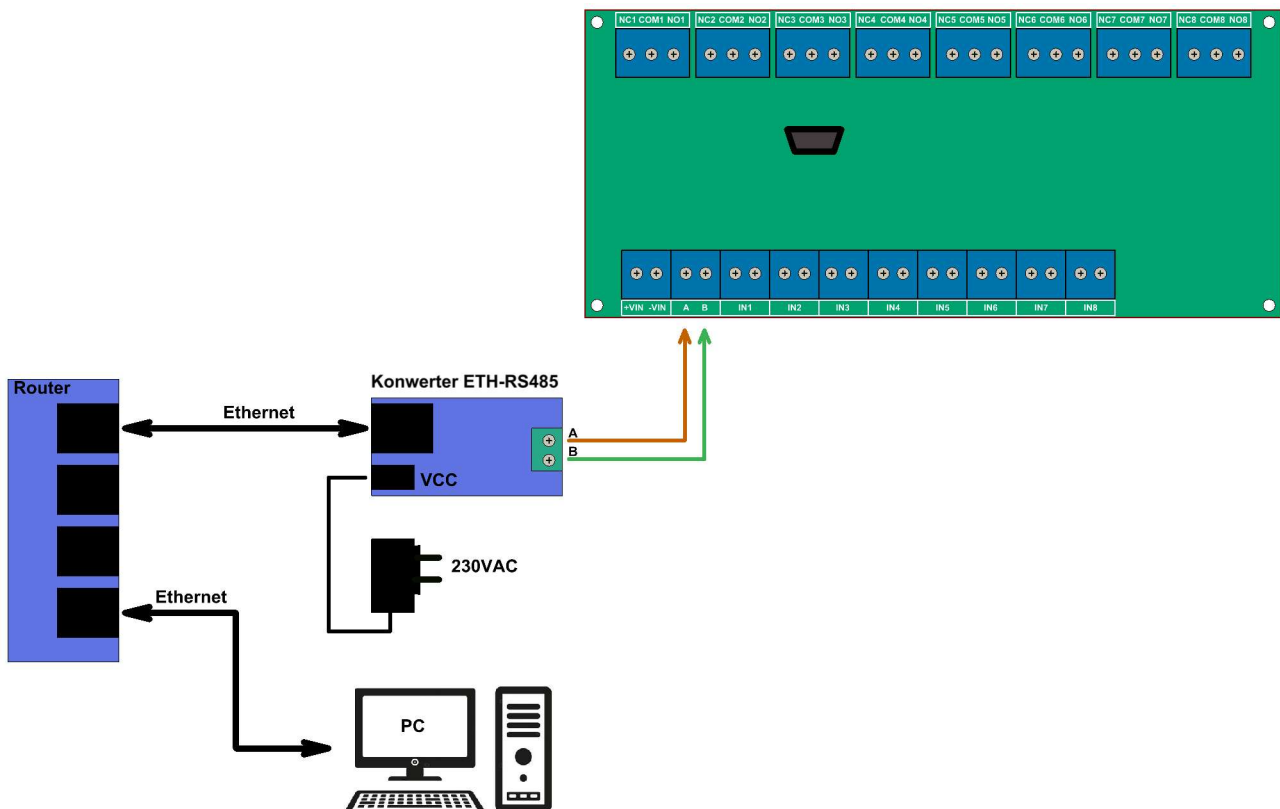 NC1 COM1 NO1 NC2 COM2 NO2 NC3 COM3 NO3 NC4 COM4 NO4 NC5 COM5 NO5 NC6 COM6 NO6 NC7 COM7 NO7 NC8 COM8 NO8
+VIN -VIN A B IN1 IN2 IN3 IN4 IN5 IN6 IN7 IN8
Router
Konwerter ETH-RS485
Ethernet
A
B
VCC
230VAC
Ethernet
PC